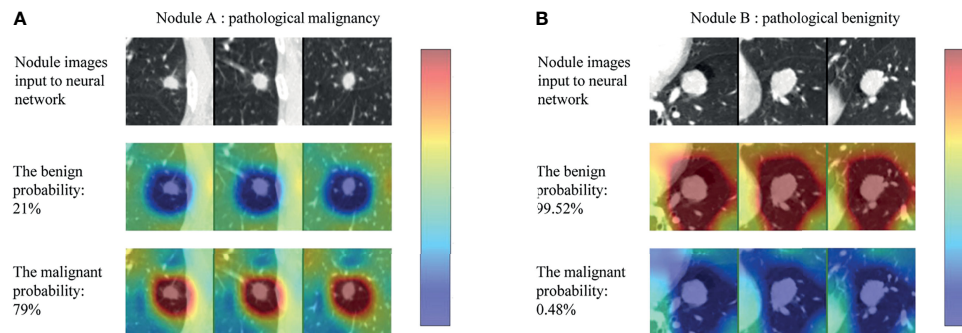 A
Nodule A : pathological malignancy
Nodule images
input to neural
network
The benign
probability:
21%
The malignant
probability:
79%
B
Nodule B : pathological benignity
Nodule images
input to neural
network
The benign
probability:
99.52%
The malignant
probability:
0.48%